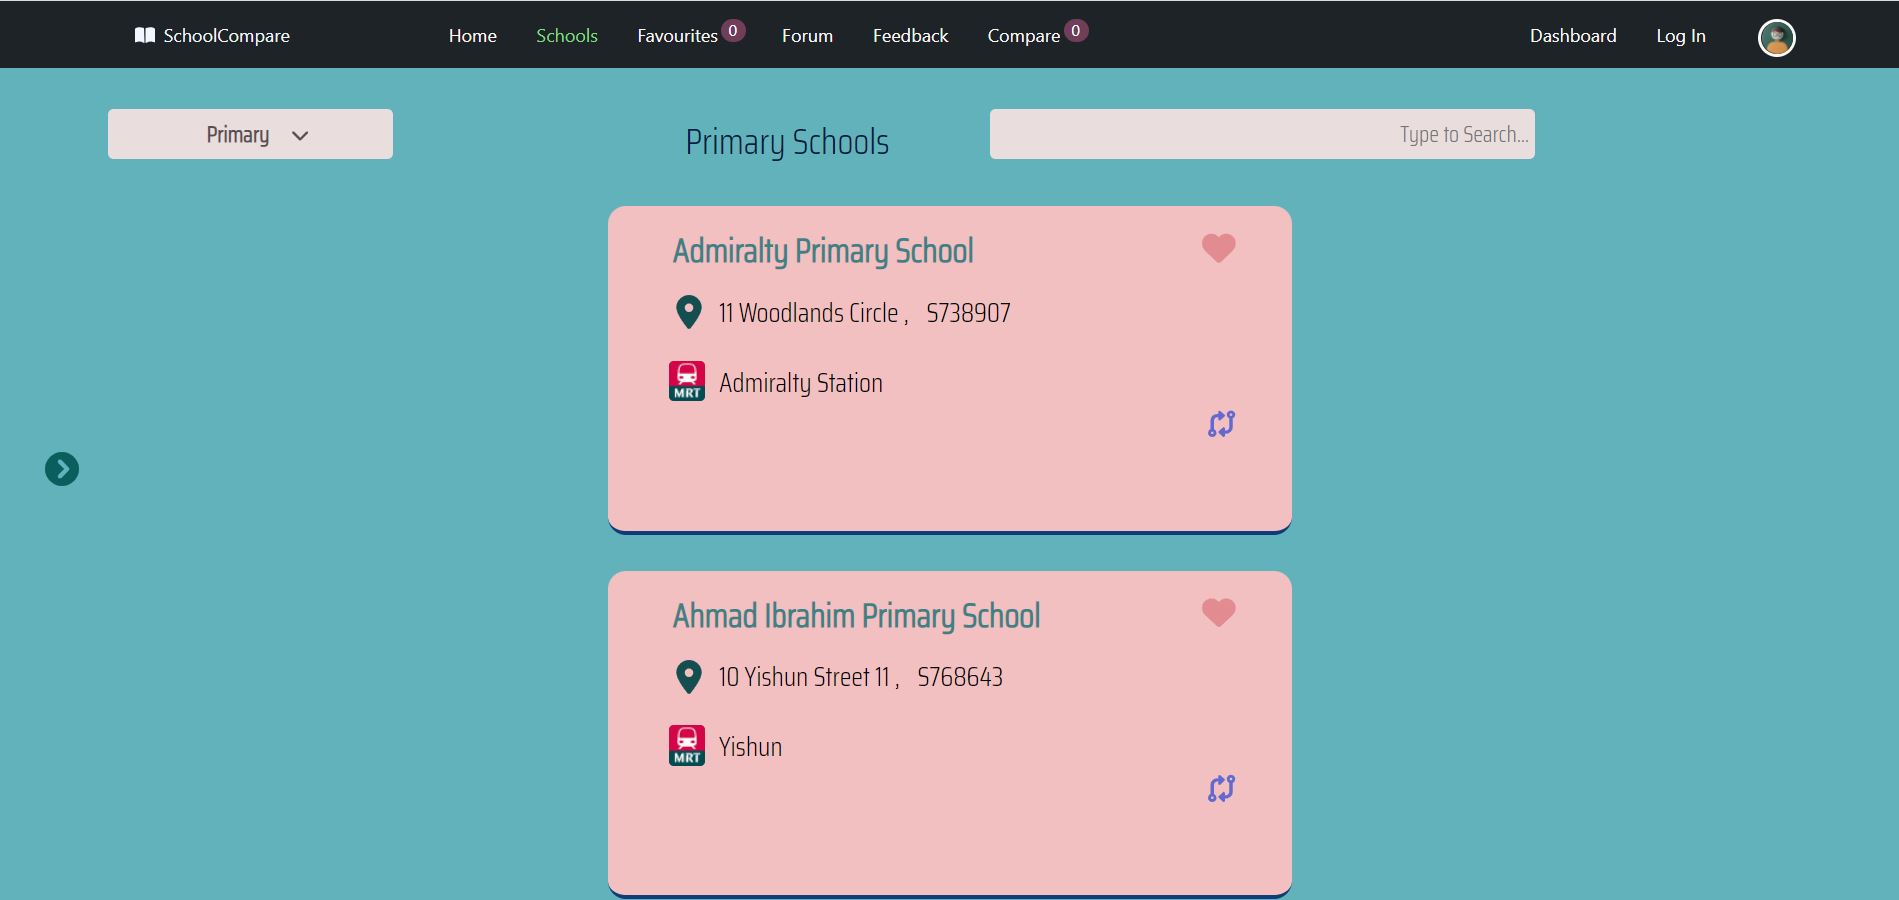 SchoolCompare Home Schools Favourites 0 Forum Feedback Compare 0 Dashboard Log In
Primary
Primary Schools
Type to Search...
Admiralty Primary School
11 Woodlands Circle , S738907
MRT Admiralty Station
Ahmad Ibrahim Primary School
10 Yishun Street 11 , S768643
MRT Yishun